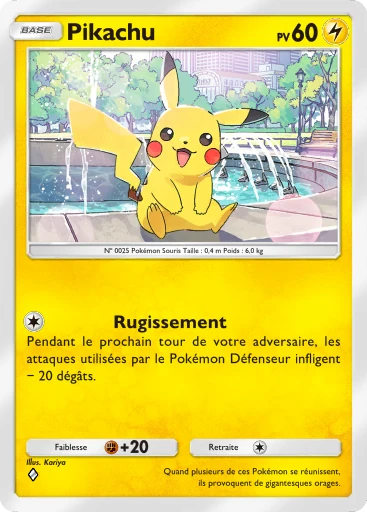 BASE Pikachu PV 60
N° 0025 Pokémon Souris Taille : 0,4 m Poids : 6,0 kg
Rugissement
Pendant le prochain tour de votre adversaire, les
attaques utilisées par le Pokémon Défenseur infligent
− 20 dégâts.
Faiblesse +20 Retraite
Illus. Kariya
Quand plusieurs de ces Pokémon se réunissent,
ils provoquent de gigantesques orages.